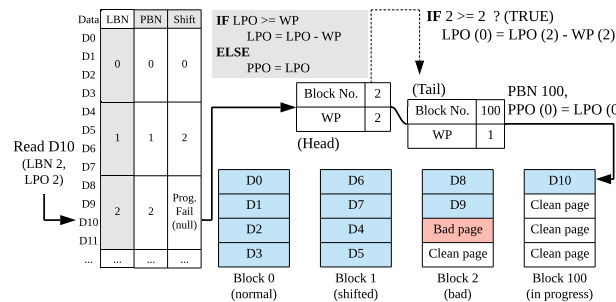 Data LBN PBN Shift
D0
D1
D2
D3
0 0 0
D4
D5
D6
D7
1 1 2
D8
D9
D10
D11
2 2 Prog. Fail (null)
... ... ... ...
Read D10
(LBN 2,
LPO 2)
IF LPO >= WP
LPO = LPO - WP
ELSE
PPO = LPO
IF 2 >= 2 ? (TRUE)
LPO (0) = LPO (2) - WP (2)
Block No. 2
WP 2
(Head)
(Tail)
Block No. 100
WP 1
PBN 100,
PPO (0) = LPO (0
D0
D1
D2
D3
Block 0
(normal)
D6
D7
D4
D5
Block 1
(shifted)
D8
D9
Bad page
Clean page
Block 2
(bad)
D10
Clean page
Clean page
Clean page
Block 100
(in progress)